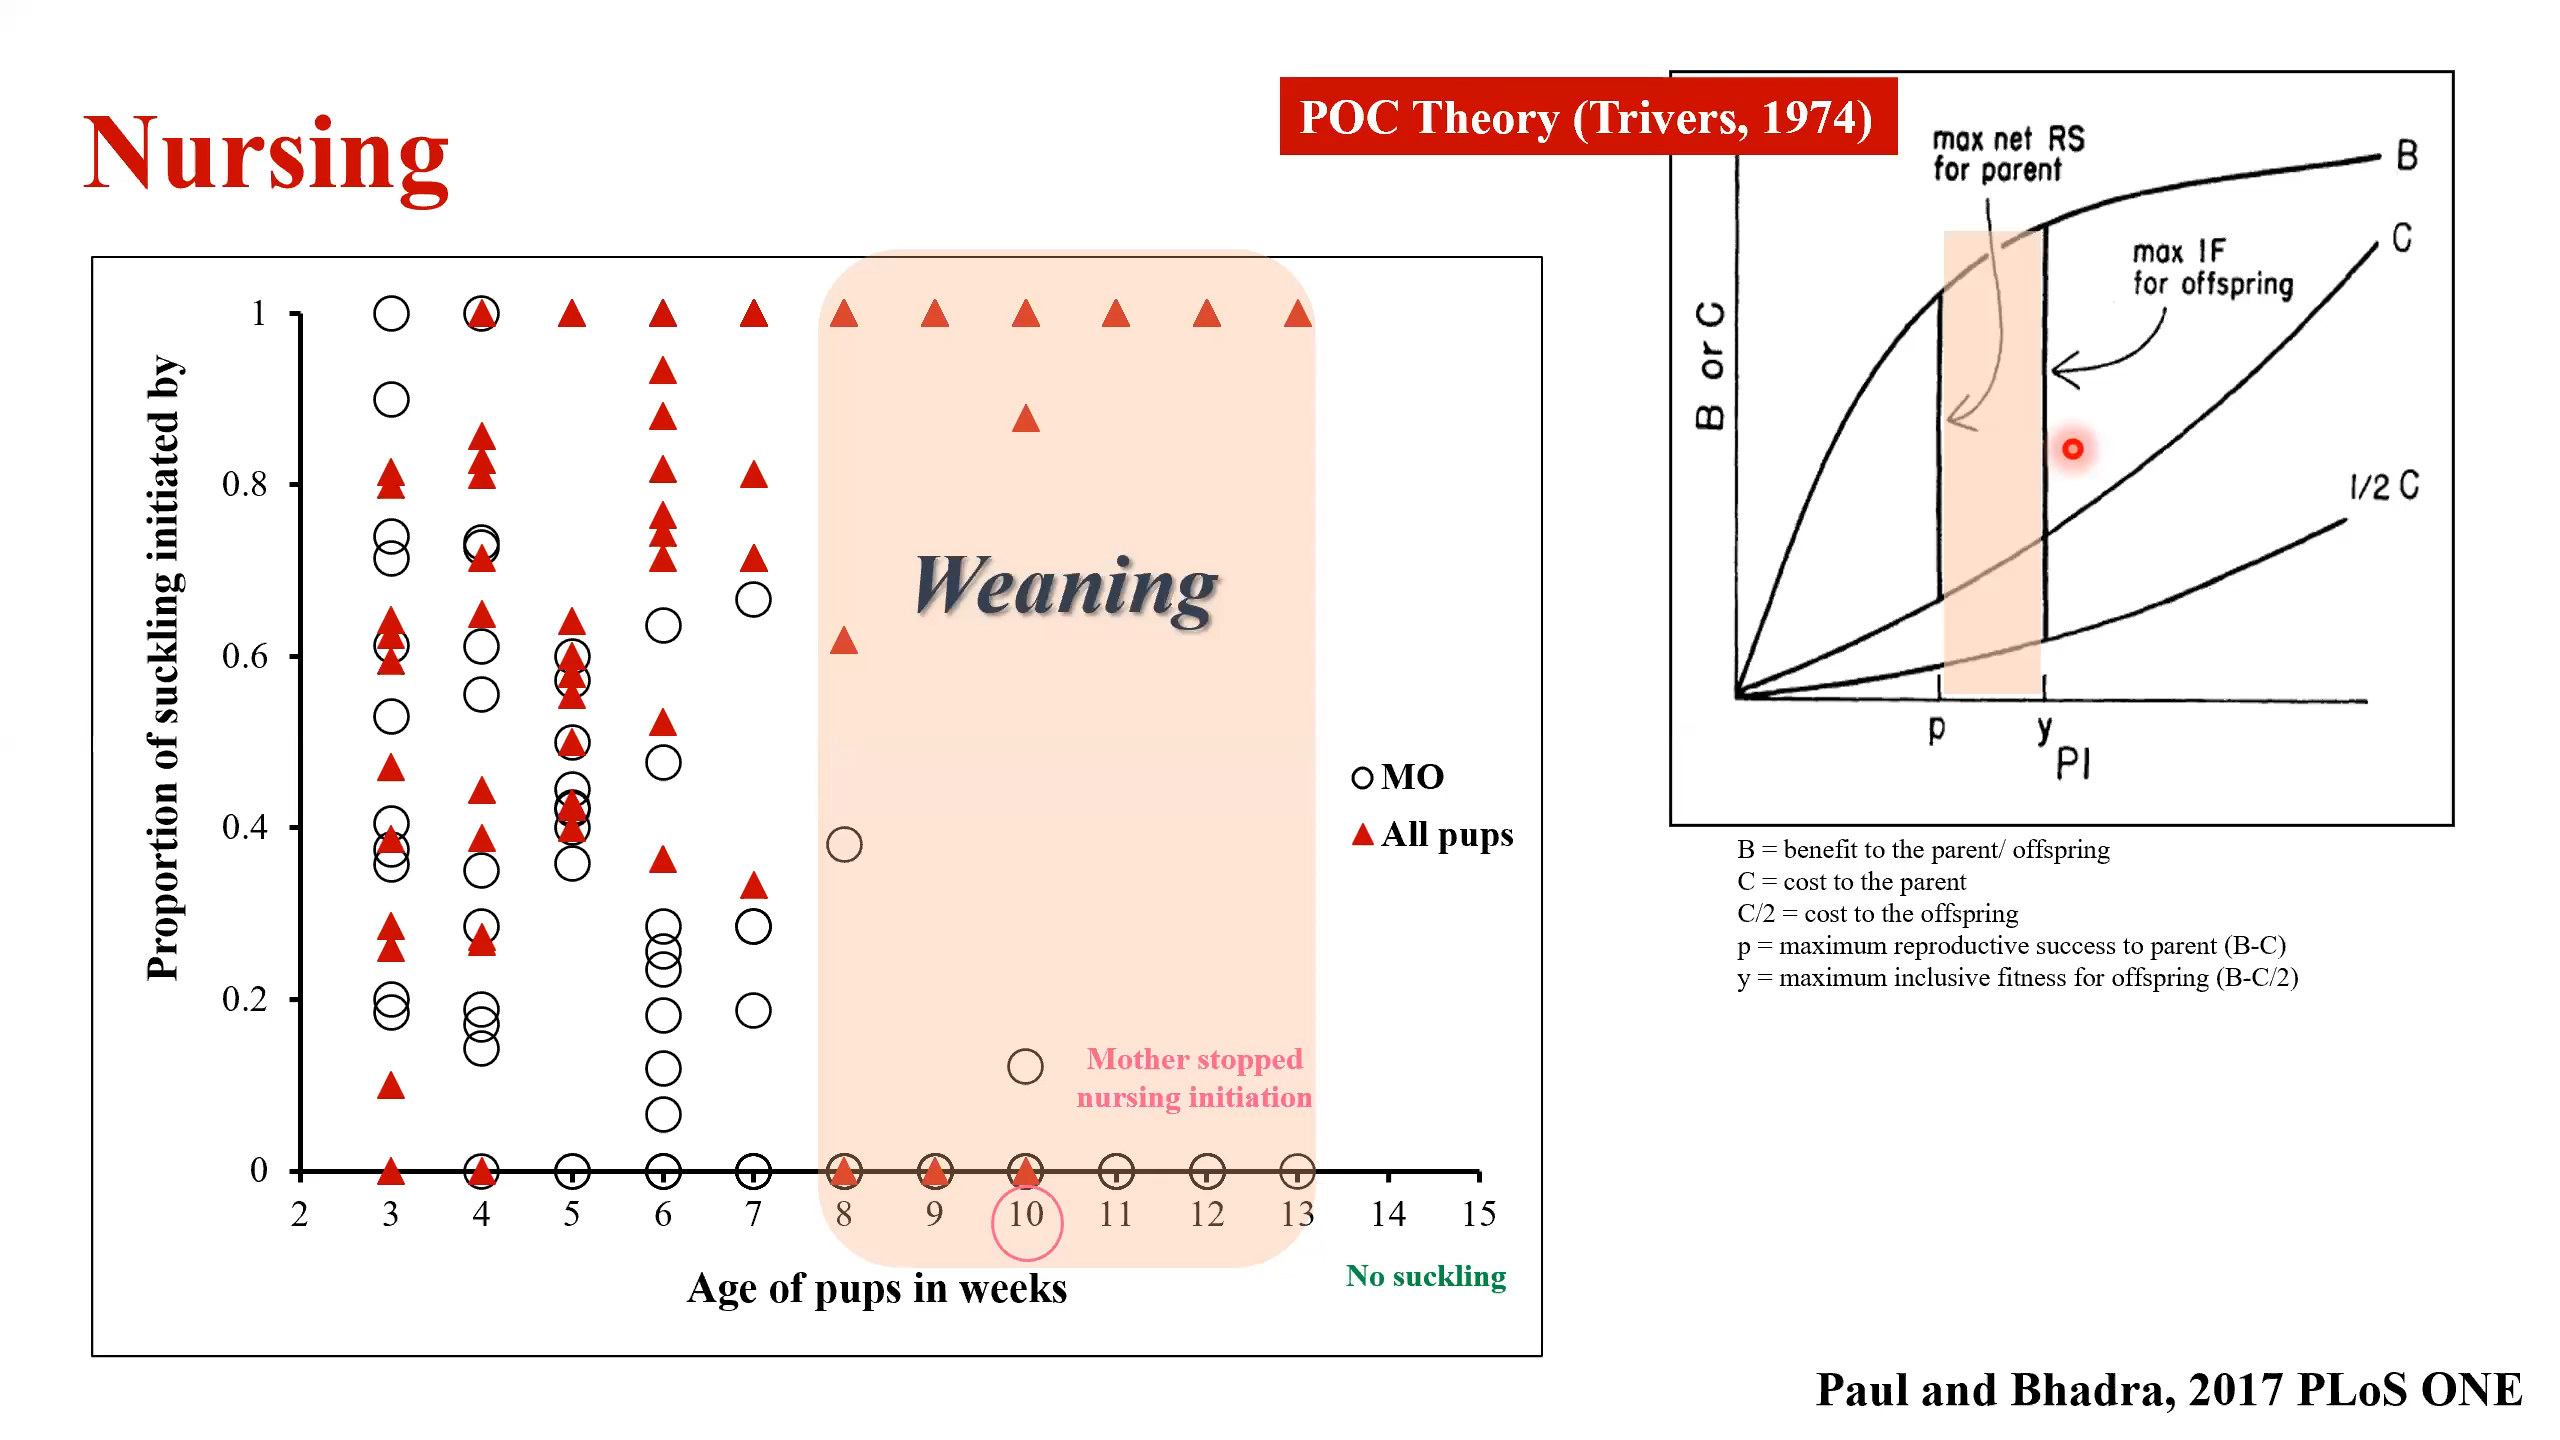 Nursing
POC Theory (Trivers, 1974)
Proportion of suckling initiated by
1
0.8
0.6
0.4
0.2
0
2 3 4 5 6 7 8 9 10 11 12 13 14 15
Age of pups in weeks
Weaning
Mother stopped
nursing initiation
No suckling
MO
All pups
max net RS
for parent
B
C
max IF
for offspring
1/2 C
B or C
p y
PI
B = benefit to the parent/ offspring
C = cost to the parent
C/2 = cost to the offspring
p = maximum reproductive success to parent (B-C)
y = maximum inclusive fitness for offspring (B-C/2)
Paul and Bhadra, 2017 PLoS ONE